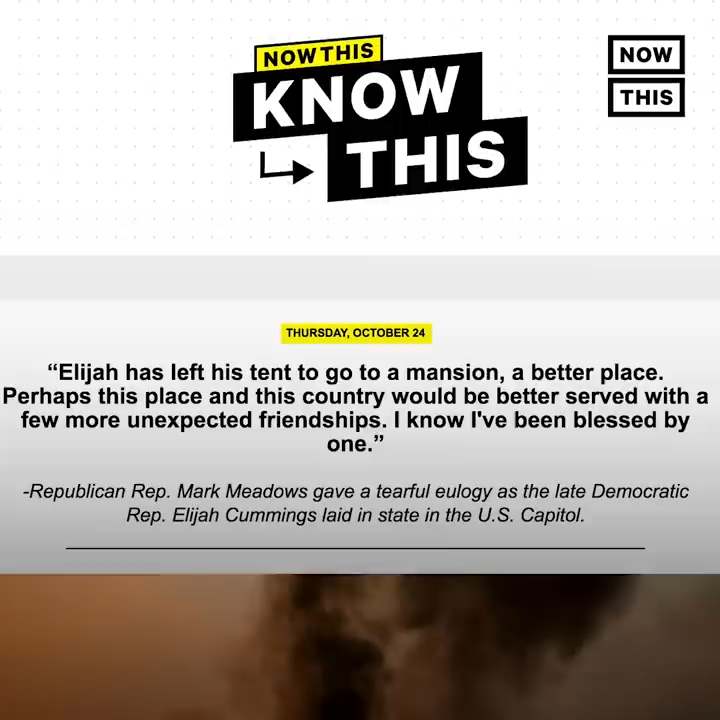 NOWTHIS
KNOW
THIS
NOW
THIS
THURSDAY, OCTOBER 24
“Elijah has left his tent to go to a mansion, a better place.
Perhaps this place and this country would be better served with a
few more unexpected friendships. I know I've been blessed by
one.”
-Republican Rep. Mark Meadows gave a tearful eulogy as the late Democratic
Rep. Elijah Cummings laid in state in the U.S. Capitol.